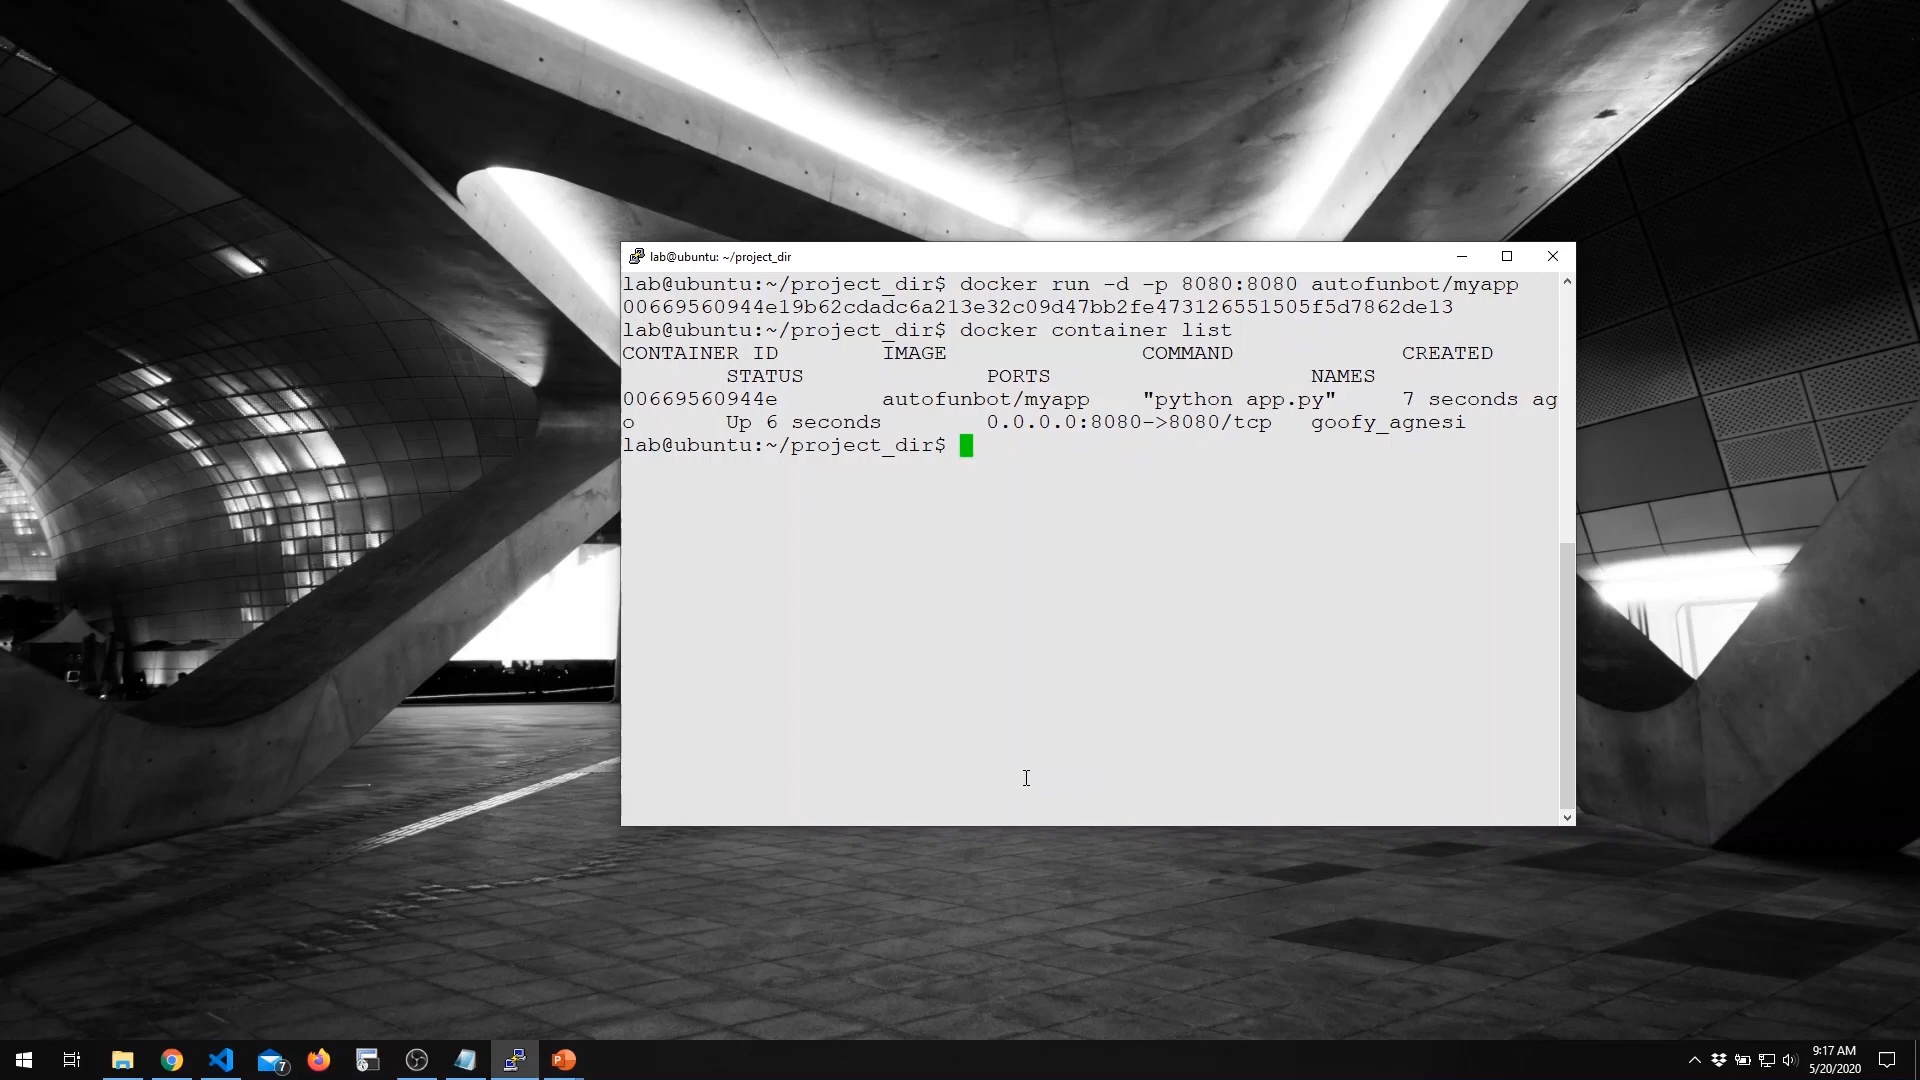 lab@ubuntu: ~/project_dir
lab@ubuntu:~/project_dir$ docker run -d -p 8080:8080 autofunbot/myapp
00669560944e19b62cdadc6a213e32c09d47bb2fe473126551505f5d7862de13
lab@ubuntu:~/project_dir$ docker container list
CONTAINER ID        IMAGE               COMMAND             CREATED
        STATUS              PORTS                    NAMES
00669560944e        autofunbot/myapp    "python app.py"     7 seconds ag
o       Up 6 seconds        0.0.0.0:8080->8080/tcp   goofy_agnesi
lab@ubuntu:~/project_dir$
7
9:17 AM
5/20/2020